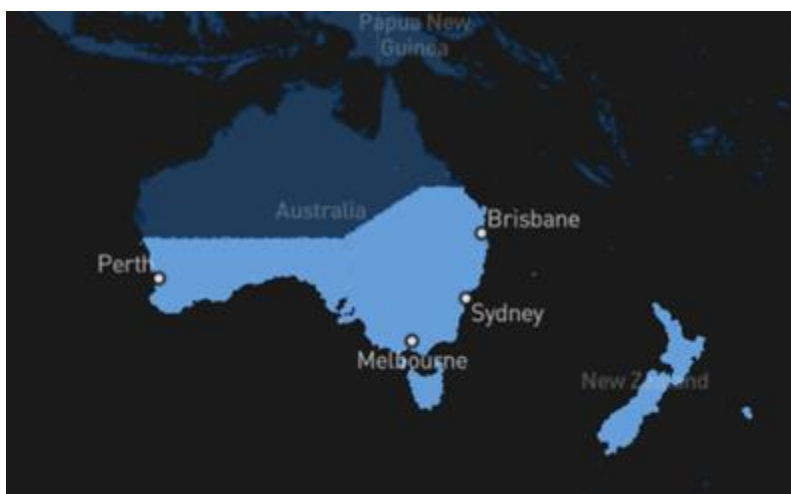 Papua New
Guinea
Australia
Brisbane
Perth
Sydney
Melbourne
New Zealand